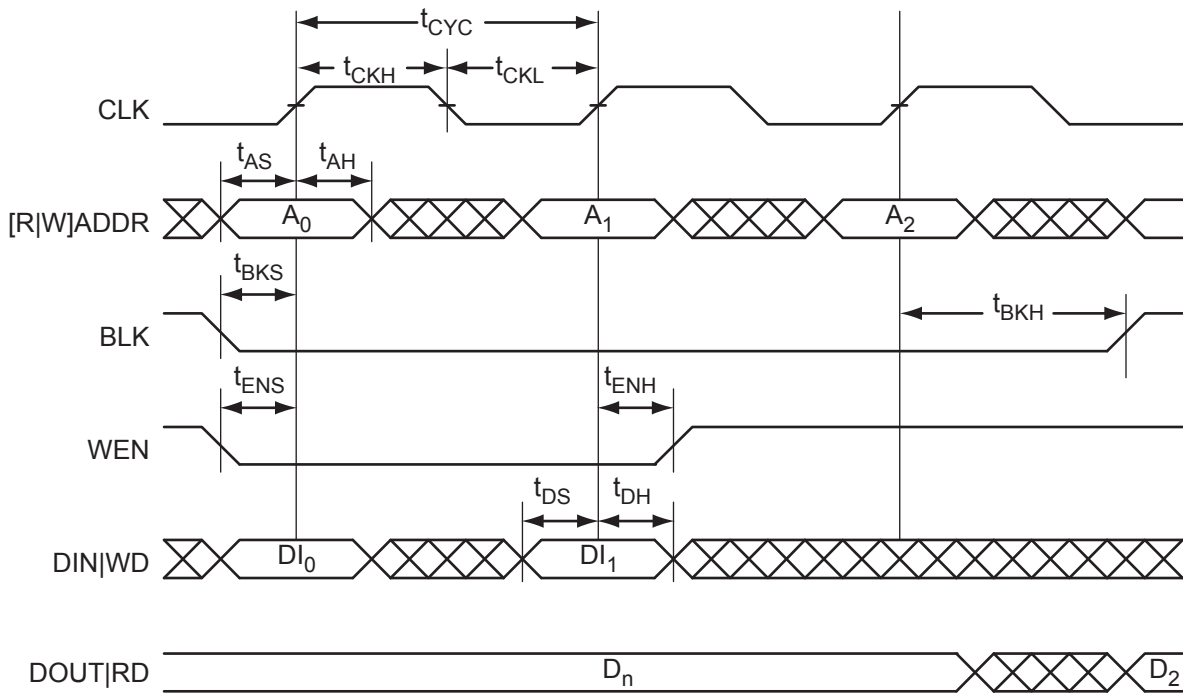 tCYC
tCKH tCKL
CLK
tAS tAH
[R|W]ADDR A0 A1 A2
tBKS tBKH
BLK
tENS tENH
WEN
tDS tDH
DIN|WD DI0 DI1
DOUT|RD Dn D2